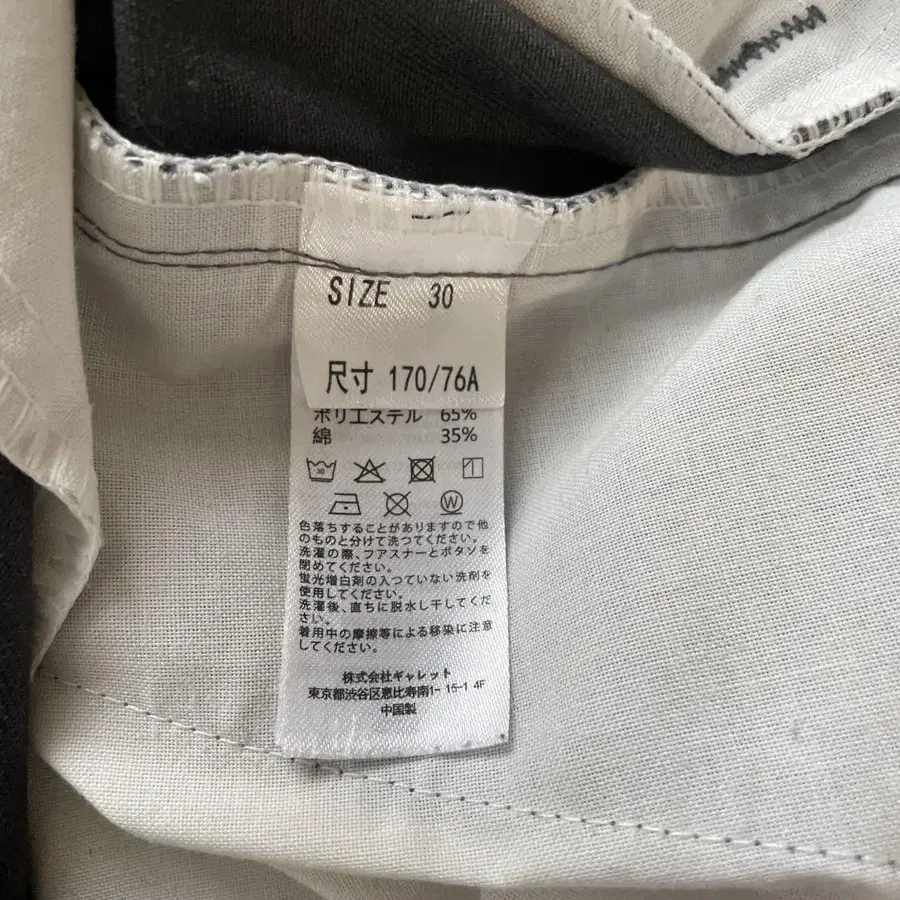 SIZE 30
尺寸 170/76A
ポリエステル 65%
綿 35%
30
W
色落ちすることがありますので他
のものと分けて洗つてください。
洗濯の際、フアスナーとボタソを
閉めてください。
蛍光増白剤の入つていない洗剤を
使用してください。
洗濯後、直ちに脱水し干してくだ
さい。
着用中の摩擦等による移染に注意
してください。
株式会社ギャレット
東京都渋谷区恵比寿南1- 15-1 4F
中国製